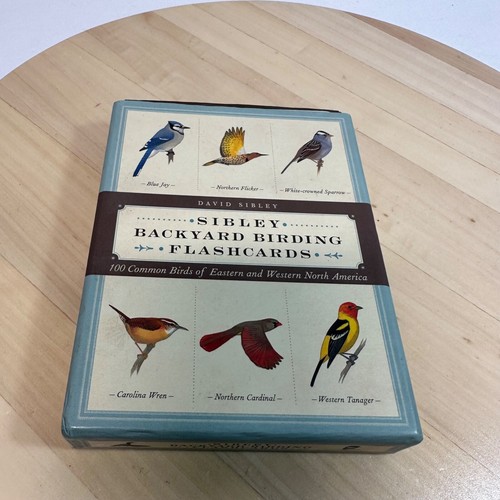 — Blue Jay —
— Northern Flicker —
— White-crowned Sparrow —
DAVID SIBLEY
SIBLEY
BACKYARD BIRDING
FLASHCARDS
100 Common Birds of Eastern and Western North America
— Carolina Wren —
— Northern Cardinal —
— Western Tanager —